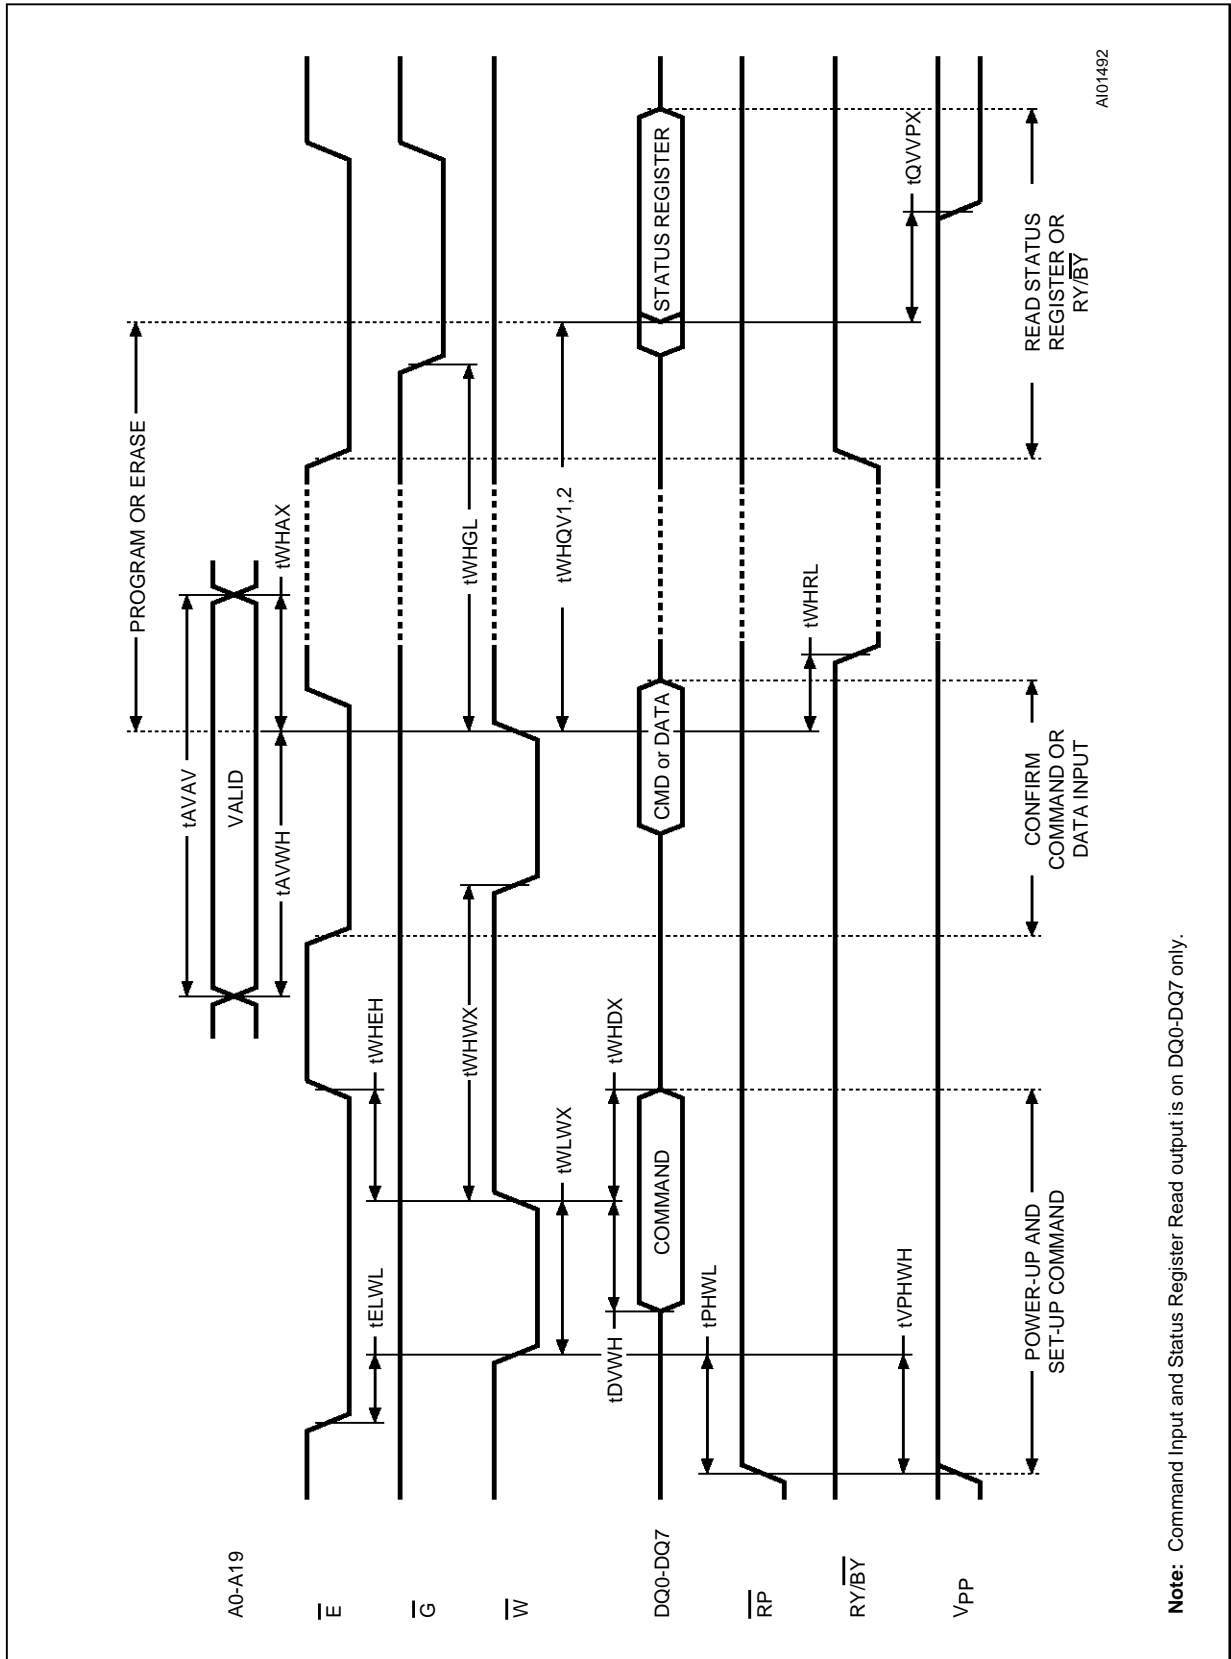 PROGRAM OR ERASE
tAVAV
A0-A19
VALID
tAVWH
tWHAX
E
tELWL
tWHEH
G
tWHWX
tWHGL
W
tWLWX
tWHQV1,2
tDVWH
tWHDX
DQ0-DQ7
COMMAND
CMD or DATA
STATUS REGISTER
tPHWL
RP
tWHRL
RY/BY
tVPHWH
tQVVPX
VPP
POWER-UP AND
SET-UP COMMAND
CONFIRM
COMMAND OR
DATA INPUT
READ STATUS
REGISTER OR
RY/BY
AI01492
Note: Command Input and Status Register Read output is on DQ0-DQ7 only.